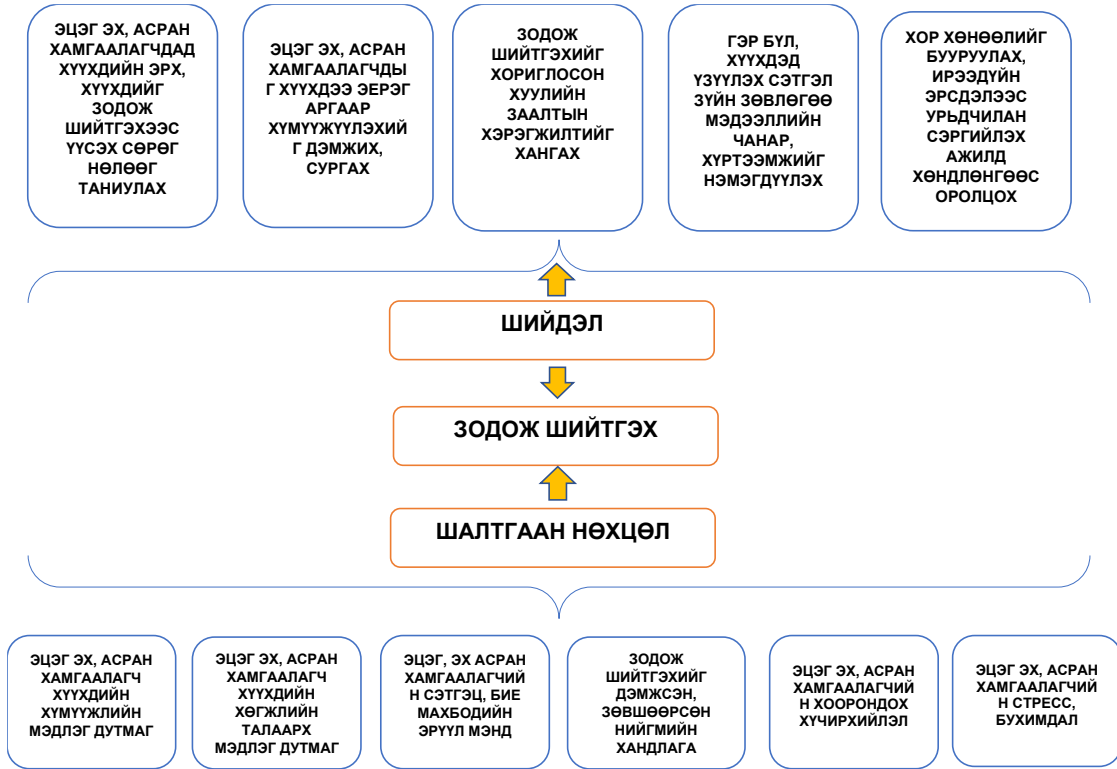 ЭЦЭГ ЭХ, АСРАН
ХАМГААЛАГЧДАД
ХҮҮХДИЙН ЭРХ,
ХҮҮХДИЙГ
ЗОДОЖ
ШИЙТГЭХЭЭС
ҮҮСЭХ СӨРӨГ
НӨЛӨӨГ
ТАНИУЛАХ
ЭЦЭГ ЭХ, АСРАН
ХАМГААЛАГЧДЫ
Г ХҮҮХДЭЭ ЭЕРЭГ
АРГААР
ХҮМҮҮЖҮҮЛЭХИЙ
Г ДЭМЖИХ,
СУРГАХ
ЗОДОЖ
ШИЙТГЭХИЙГ
ХОРИГЛОСОН
ХУУЛИЙН
ЗААЛТЫН
ХЭРЭГЖИЛТИЙГ
ХАНГАХ
ГЭР БҮЛ,
ХҮҮХДЭД
ҮЗҮҮЛЭХ СЭТГЭЛ
ЗҮЙН ЗӨВЛӨГӨӨ
МЭДЭЭЛЛИЙН
ЧАНАР,
ХҮРТЭЭМЖИЙГ
НЭМЭГДҮҮЛЭХ
ХОР ХӨНӨӨЛИЙГ
БУУРУУЛАХ,
ИРЭЭДҮЙН
ЭРСДЭЛЭЭС
УРЬДЧИЛАН
СЭРГИЙЛЭХ
АЖИЛД
ХӨНДЛӨНГӨӨС
ОРОЛЦОХ
ШИЙДЭЛ
ЗОДОЖ ШИЙТГЭХ
ШАЛТГААН НӨХЦӨЛ
ЭЦЭГ ЭХ, АСРАН
ХАМГААЛАГЧ
ХҮҮХДИЙН
ХҮМҮҮЖЛИЙН
МЭДЛЭГ ДУТМАГ
ЭЦЭГ ЭХ, АСРАН
ХАМГААЛАГЧ
ХҮҮХДИЙН
ХӨГЖЛИЙН
ТАЛААРХ
МЭДЛЭГ ДУТМАГ
ЭЦЭГ, ЭХ АСРАН
ХАМГААЛАГЧИЙ
Н СЭТГЭЦ, БИЕ
МАХБОДИЙН
ЭРҮҮЛ МЭНД
ЗОДОЖ
ШИЙТГЭХИЙГ
ДЭМЖСЭН,
ЗӨВШӨӨРСӨН
НИЙГМИЙН
ХАНДЛАГА
ЭЦЭГ ЭХ, АСРАН
ХАМГААЛАГЧИЙ
Н ХООРОНДОХ
ХҮЧИРХИЙЛЭЛ
ЭЦЭГ ЭХ, АСРАН
ХАМГААЛАГЧИЙ
Н СТРЕСС,
БУХИМДАЛ